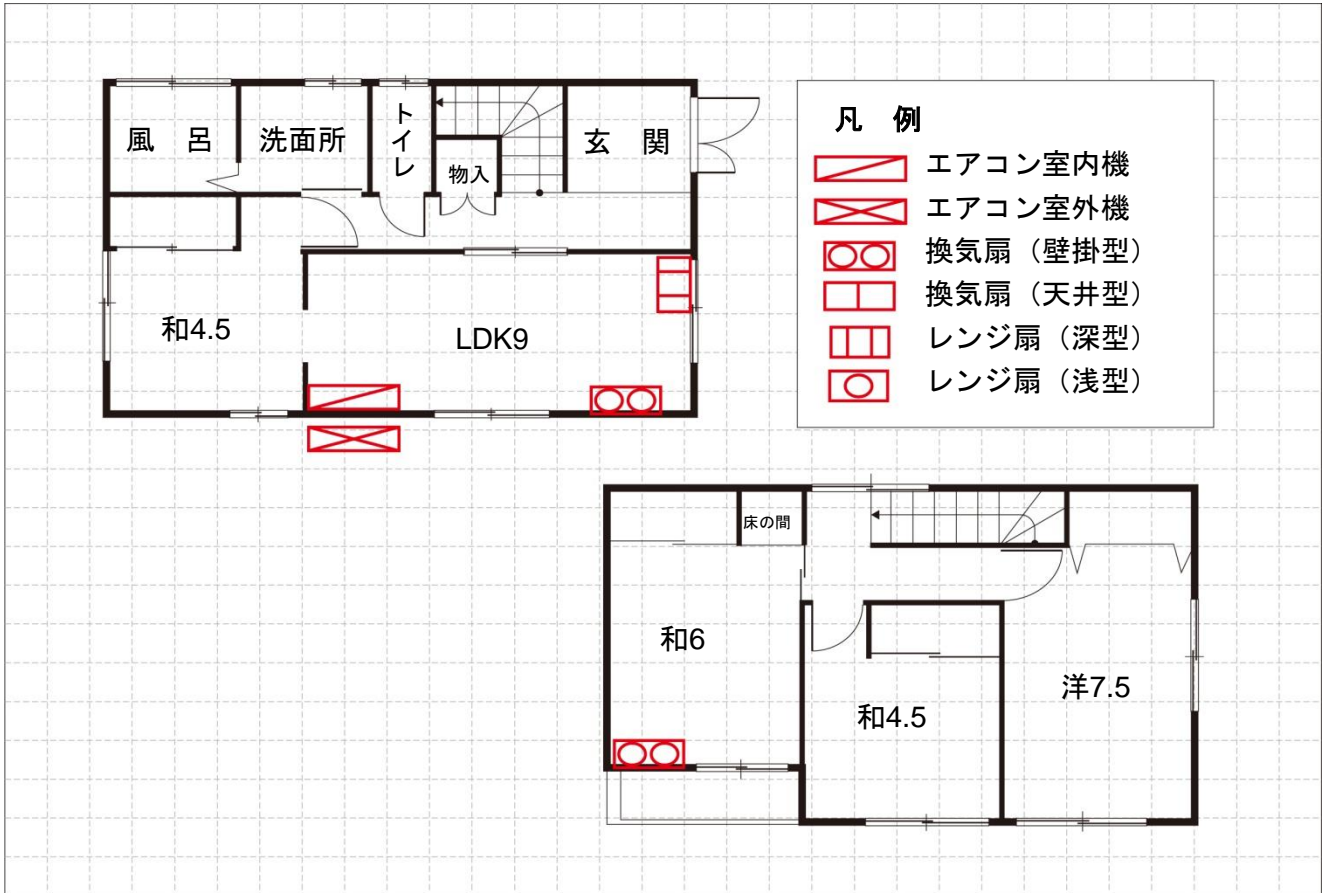 風　呂
洗面所
トイレ
物入
玄　関
和4.5
LDK9
凡　例
エアコン室内機
エアコン室外機
換気扇（壁掛型）
換気扇（天井型）
レンジ扇（深型）
レンジ扇（浅型）
床の間
和6
和4.5
洋7.5